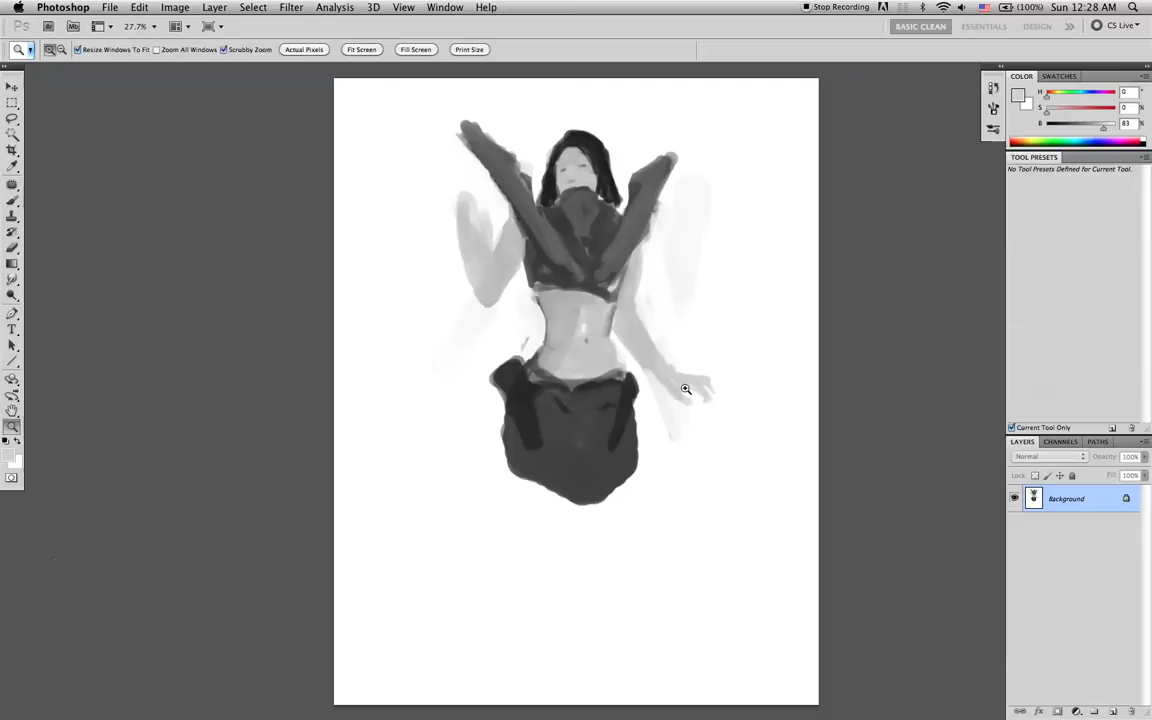 Photoshop File Edit Image Layer Select Filter Analysis 3D View Window Help Stop Recording (100%) Sun 12:28 AM
Ps Br Mb 27.7% BASIC CLEAN ESSENTIALS DESIGN CS Live
Resize Windows To Fit Zoom All Windows Scrubby Zoom Actual Pixels Fit Screen Fill Screen Print Size
COLOR SWATCHES
H 0 °
S 0 %
B 83 %
TOOL PRESETS
No Tool Presets Defined for Current Tool.
Current Tool Only
LAYERS CHANNELS PATHS
Normal Opacity: 100%
Lock: Fill: 100%
Background